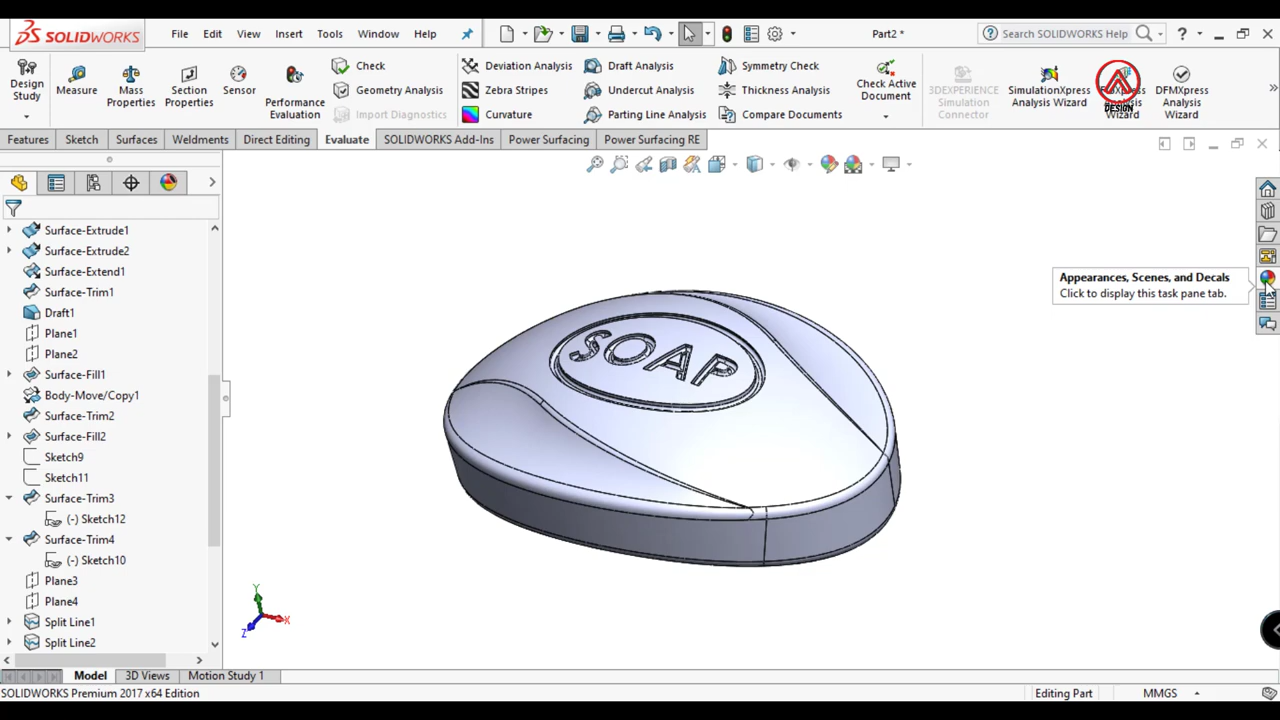 SOLIDWORKS
File Edit View Insert Tools Window Help
Part2 *
Search SOLIDWORKS Help
Design Study
Measure
Mass Properties
Section Properties
Sensor
Performance Evaluation
Check
Geometry Analysis
Import Diagnostics
Deviation Analysis
Zebra Stripes
Curvature
Draft Analysis
Undercut Analysis
Parting Line Analysis
Symmetry Check
Thickness Analysis
Compare Documents
Check Active Document
3DEXPERIENCE Simulation Connector
SimulationXpress Analysis Wizard
DESIGN
Wizard
DFMXpress Analysis Wizard
Features Sketch Surfaces Weldments Direct Editing Evaluate SOLIDWORKS Add-Ins Power Surfacing Power Surfacing RE
Surface-Extrude1
Surface-Extrude2
Surface-Extend1
Surface-Trim1
Draft1
Plane1
Plane2
Surface-Fill1
Body-Move/Copy1
Surface-Trim2
Surface-Fill2
Sketch9
Sketch11
Surface-Trim3
(-) Sketch12
Surface-Trim4
(-) Sketch10
Plane3
Plane4
Split Line1
Split Line2
SOAP
Appearances, Scenes, and Decals
Click to display this task pane tab.
Y
X
Z
Model 3D Views Motion Study 1
SOLIDWORKS Premium 2017 x64 Edition
Editing Part
MMGS